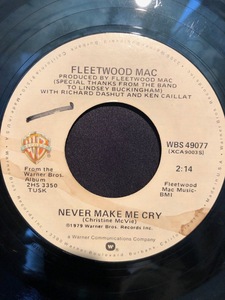 FLEETWOOD MAC
PRODUCED BY FLEETWOOD MAC
(SPECIAL THANKS FROM THE BAND
TO LINDSEY BUCKINGHAM)
WITH RICHARD DASHUT AND KEN CAILLAT
WBS 49077
(XCA9003S)
2:14
From the
Warner Bros.
Album
2HS 3350
TUSK
Fleetwood
Mac Music-
BMI
NEVER MAKE ME CRY
(Christine McVie)
©1979 Warner Bros. Records Inc.
a Warner Communications Company